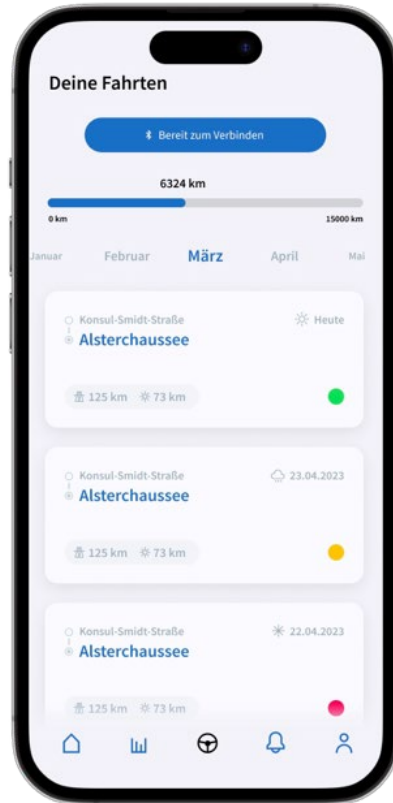 Deine Fahrten
Bereit zum Verbinden
6324 km
0 km 15000 km
Januar Februar März April Mai
Konsul-Smidt-Straße Heute
Alsterchaussee
125 km 73 km
Konsul-Smidt-Straße 23.04.2023
Alsterchaussee
125 km 73 km
Konsul-Smidt-Straße 22.04.2023
Alsterchaussee
125 km 73 km